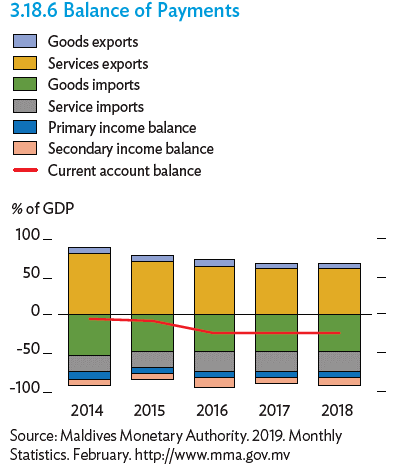 3.18.6 Balance of Payments
Goods exports
Services exports
Goods imports
Service imports
Primary income balance
Secondary income balance
Current account balance
% of GDP
100
50
0
-50
-100
2014 2015 2016 2017 2018
Source: Maldives Monetary Authority. 2019. Monthly
Statistics. February. http://www.mma.gov.mv